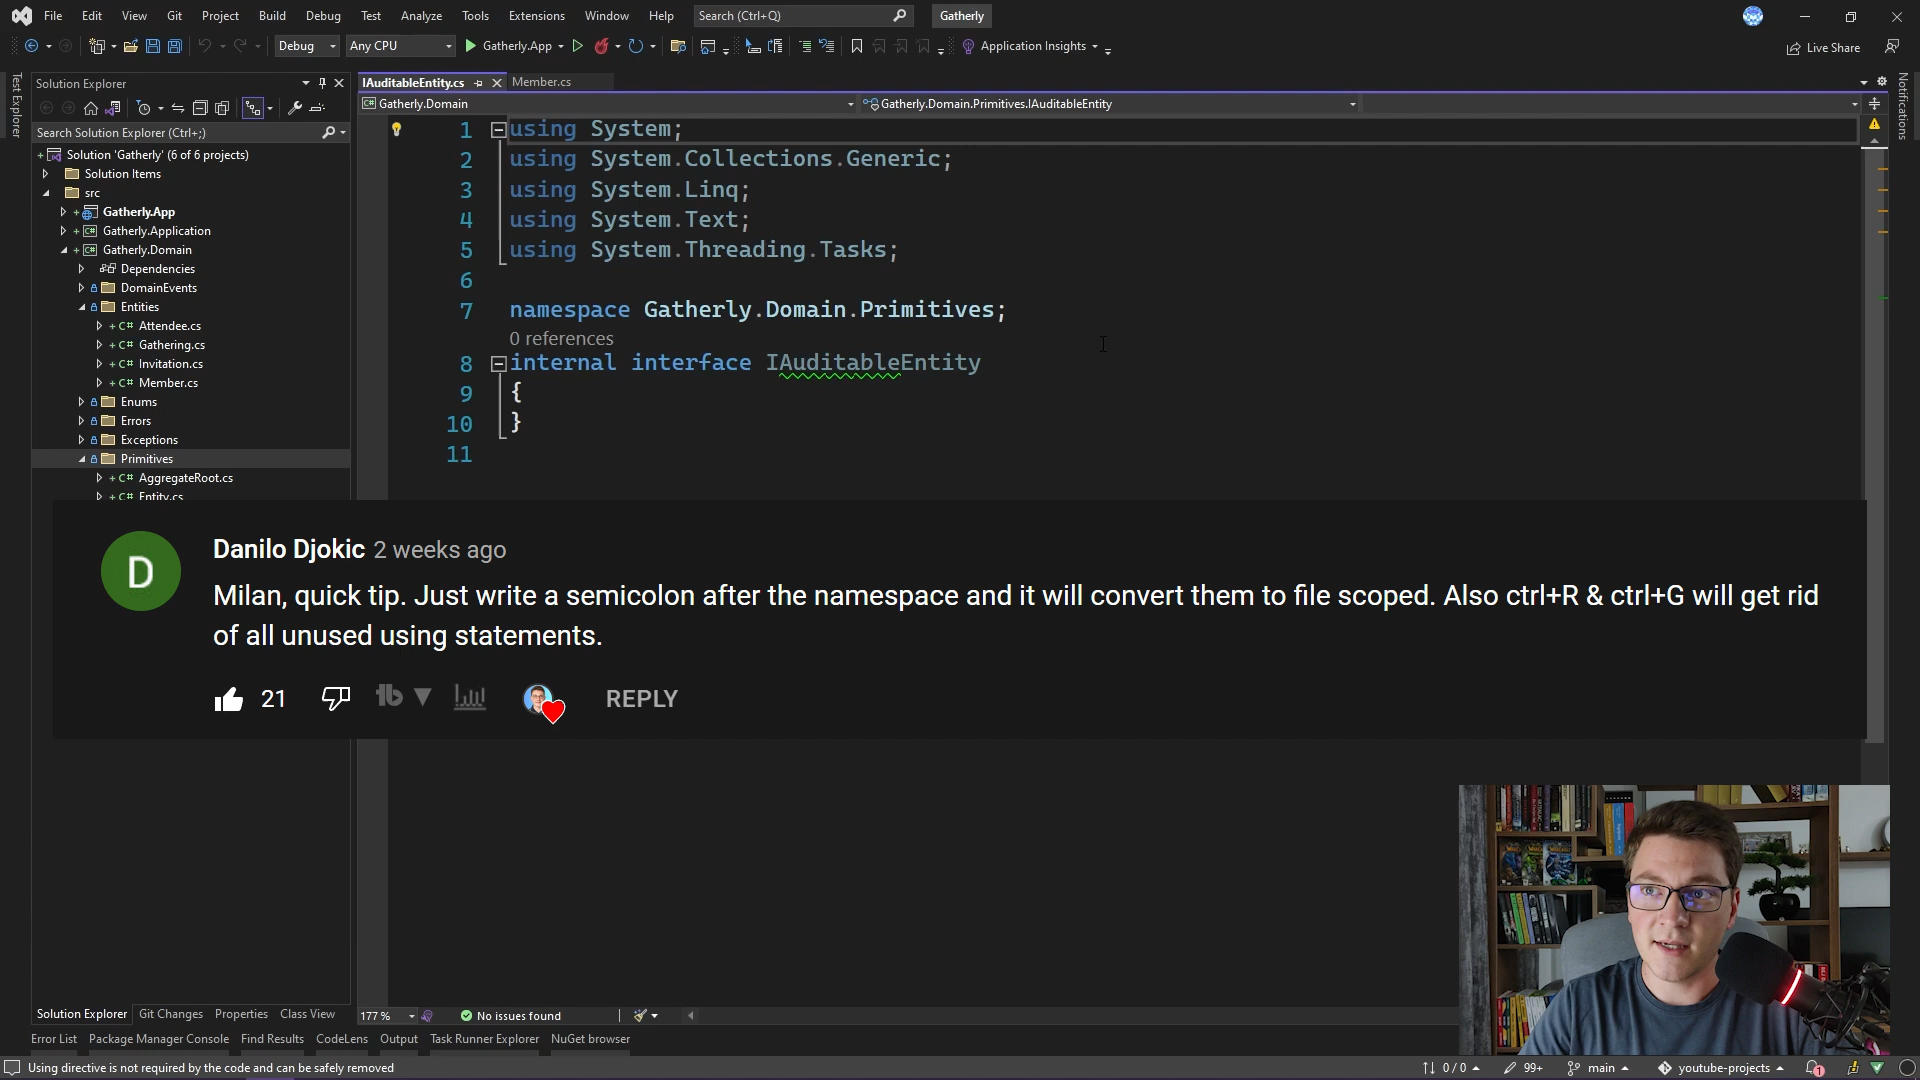 File Edit View Git Project Build Debug Test Analyze Tools Extensions Window Help Search (Ctrl+Q) Gatherly
Debug Any CPU Gatherly.App Application Insights Live Share
Test Explorer
Solution Explorer
Search Solution Explorer (Ctrl+;)
Solution 'Gatherly' (6 of 6 projects)
Solution Items
src
Gatherly.App
Gatherly.Application
Gatherly.Domain
Dependencies
DomainEvents
Entities
C# Attendee.cs
C# Gathering.cs
C# Invitation.cs
C# Member.cs
Enums
Errors
Exceptions
Primitives
C# AggregateRoot.cs
C# Entity.cs
IAuditableEntity.cs Member.cs
Gatherly.Domain Gatherly.Domain.Primitives.IAuditableEntity
Notifications
1 using System;
2 using System.Collections.Generic;
3 using System.Linq;
4 using System.Text;
5 using System.Threading.Tasks;
6
7 namespace Gatherly.Domain.Primitives;
0 references
8 internal interface IAuditableEntity
9 {
10 }
11
D
Danilo Djokic 2 weeks ago
Milan, quick tip. Just write a semicolon after the namespace and it will convert them to file scoped. Also ctrl+R & ctrl+G will get rid
of all unused using statements.
21 REPLY
Solution Explorer Git Changes Properties Class View
177 % No issues found
Error List Package Manager Console Find Results CodeLens Output Task Runner Explorer NuGet browser
Using directive is not required by the code and can be safely removed 0 / 0 99+ main youtube-projects 1